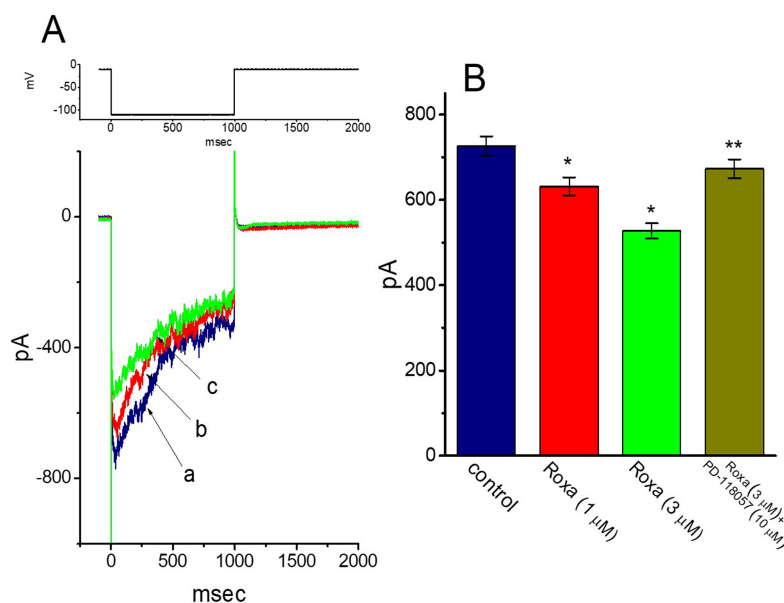 A
B
0
-50
-100
mV
0
500
1000
1500
2000
msec
0
-400
-800
pA
a
b
c
0
500
1000
1500
2000
msec
800
600
400
200
0
pA
*
*
**
control
Roxa (1 μM)
Roxa (3 μM)
Roxa (3 μM)+
PD-118057 (10 μM)